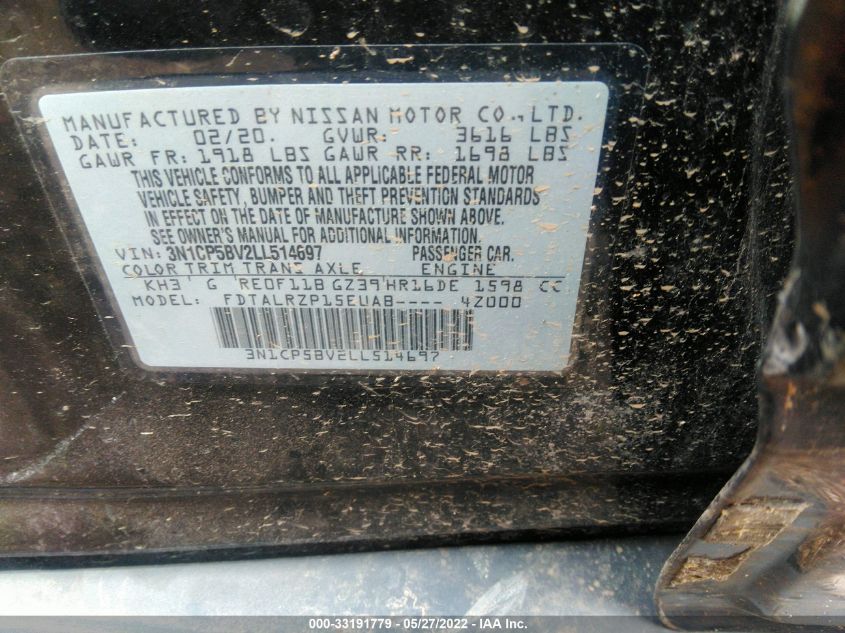 MANUFACTURED BY NISSAN MOTOR CO.,LTD.
DATE: 02/20. GVWR: 3616 LBS
GAWR FR: 1918 LBS GAWR RR: 1698 LBS
THIS VEHICLE CONFORMS TO ALL APPLICABLE FEDERAL MOTOR
VEHICLE SAFETY, BUMPER AND THEFT PREVENTION STANDARDS
IN EFFECT ON THE DATE OF MANUFACTURE SHOWN ABOVE.
SEE OWNER'S MANUAL FOR ADDITIONAL INFORMATION.
VIN: 3N1CP5BV2LL514697 PASSENGER CAR.
COLOR TRIM TRANS AXLE ENGINE
KH3 G RE0F11B GZ39 HR16DE 1598 CC
MODEL: FDTALRZP15EUAB---- 4Z000
3N1CP5BV2LL514697
000-33191779 — 05/27/2022 — IAA Inc.